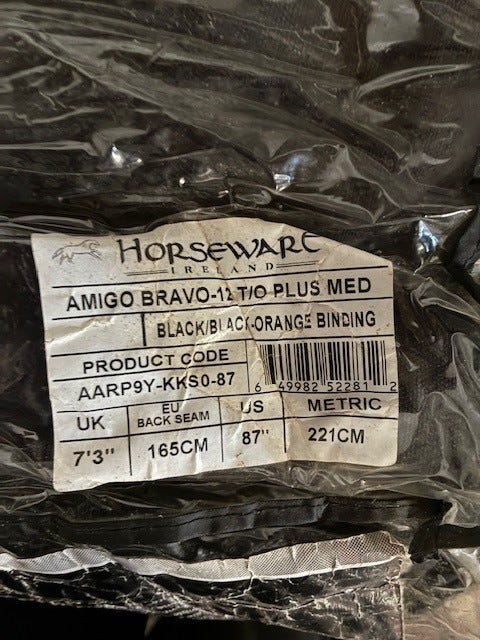 HORSEWARE
IRELAND
AMIGO BRAVO-12 T/O PLUS MED
BLACK/BLACK-ORANGE BINDING
PRODUCT CODE
AARP9Y-KKS0-87
6 49982 52281 2
UK
EU BACK SEAM
US
METRIC
7'3"
165CM
87"
221CM